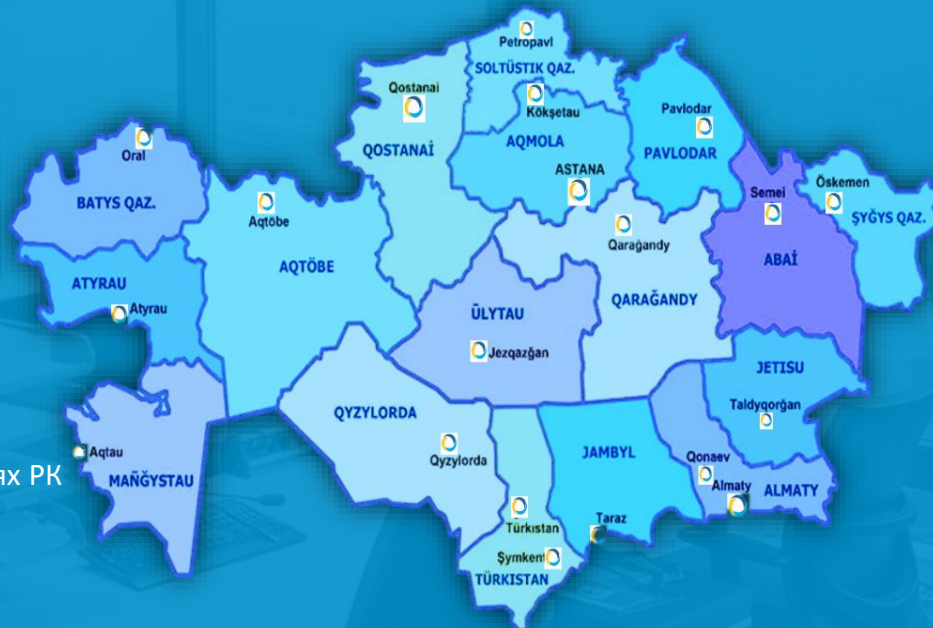 Petropavl
SOLTÜSTIK QAZ.
Qostanai
Kökşetau
Pavlodar
QOSTANAİ
AQMOLA
PAVLODAR
Oral
ASTANA
Semei
Öskemen
BATYS QAZ.
Aqtöbe
Qarağandy
ŞYĞYS QAZ.
AQTÖBE
ABAİ
ATYRAU
Atyrau
ŪLYTAU
QARAĞANDY
Jezqazğan
JETISU
QYZYLORDA
Taldyqorğan
Aqtau
Qyzylorda
JAMBYL
Qonaev
ях РК
MAÑĞYSTAU
Almaty
ALMATY
Türkıstan
Taraz
Şymkent
TÜRKISTAN